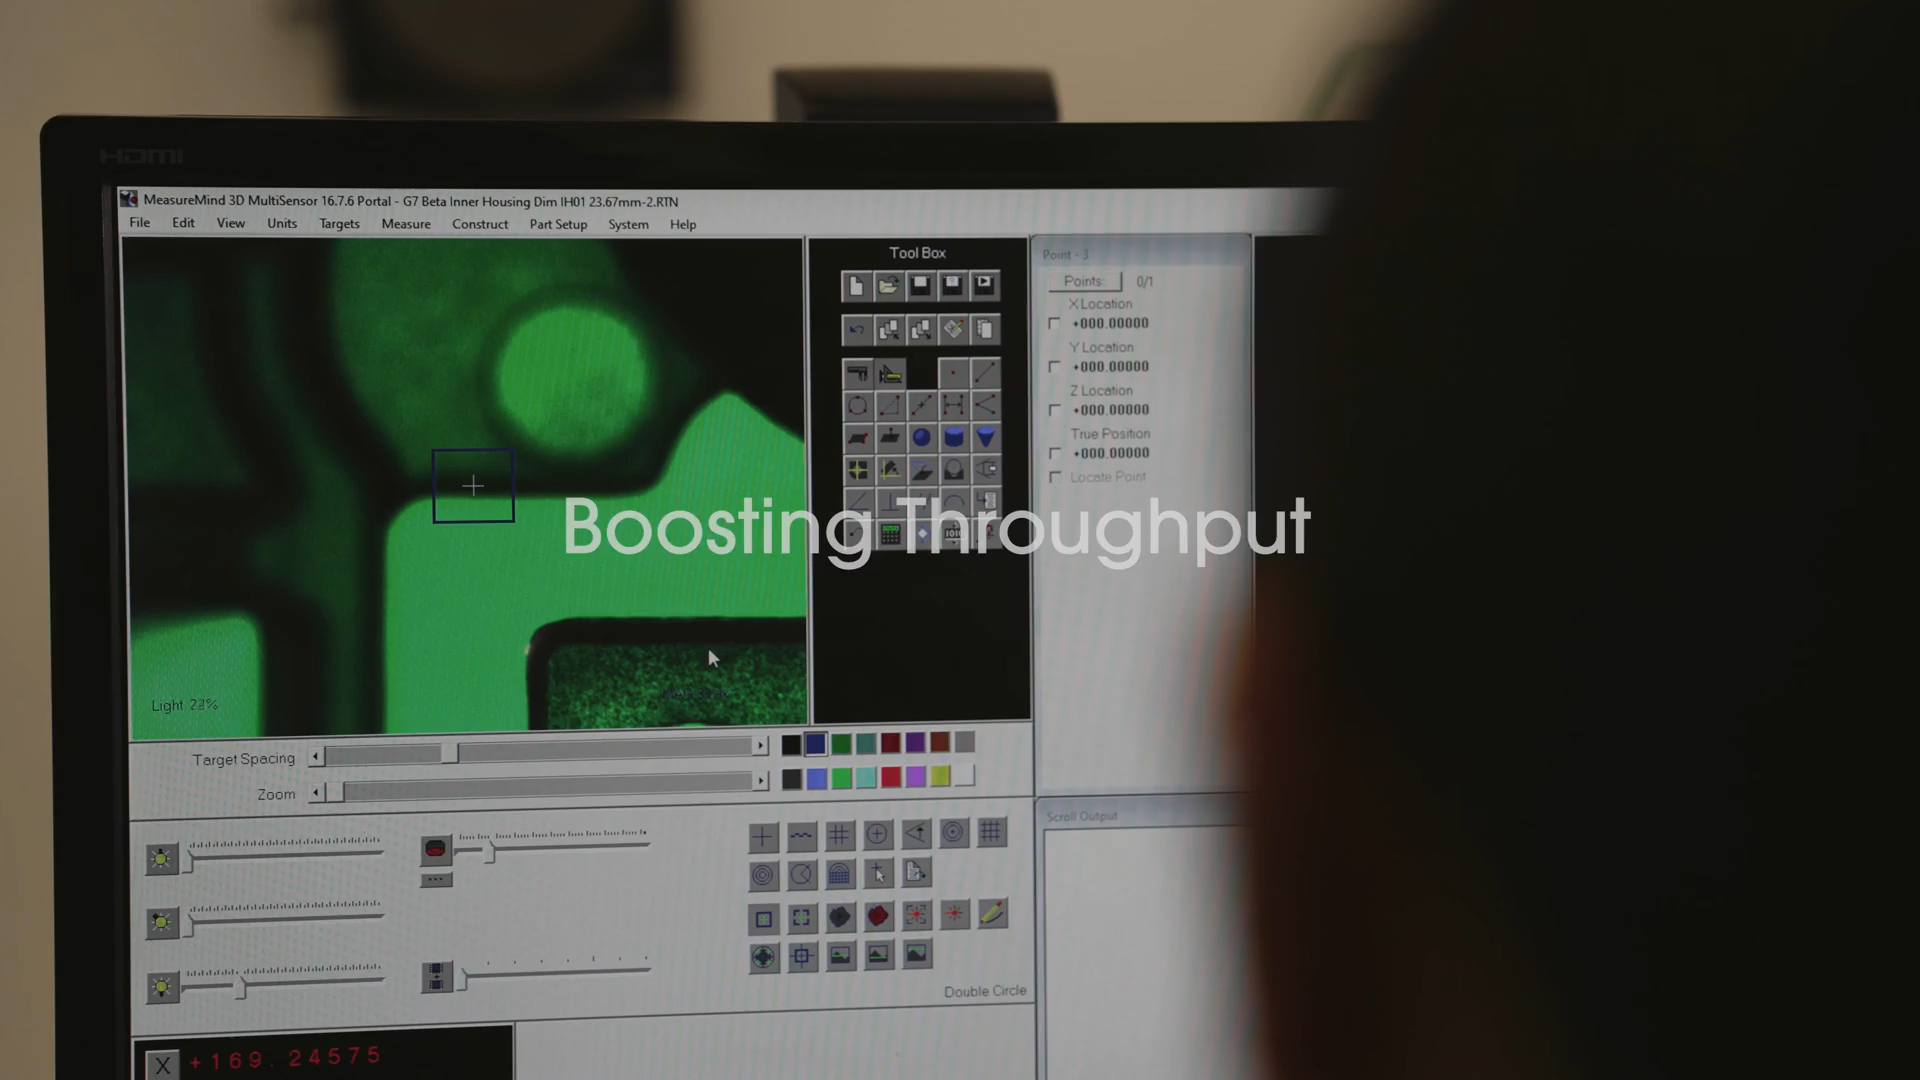 HDMI
MeasureMind 3D MultiSensor 16.7.6 Portal - G7 Beta Inner Housing Dim IH01 23.67mm-2.RTN
File Edit View Units Targets Measure Construct Part Setup System Help
Tool Box
Point - 3
Points: 0/1
X Location
+000.00000
Y Location
+000.00000
Z Location
+000.00000
True Position
+000.00000
Locate Point
Boosting Throughput
Light 23%
Target Spacing
Zoom
Scroll Output
Double Circle
X +169.24575